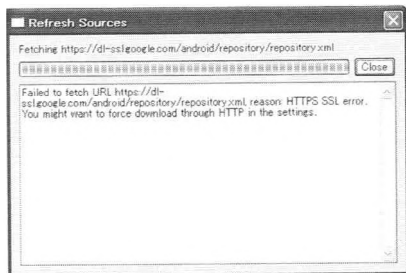 Refresh Sources
Fetching https://dl-ssl.google.com/android/repository/repository.xml
Close
Failed to fetch URL https://dl-
ssl.google.com/android/repository/repository.xml, reason: HTTPS SSL error.
You might want to force download through HTTP in the settings.